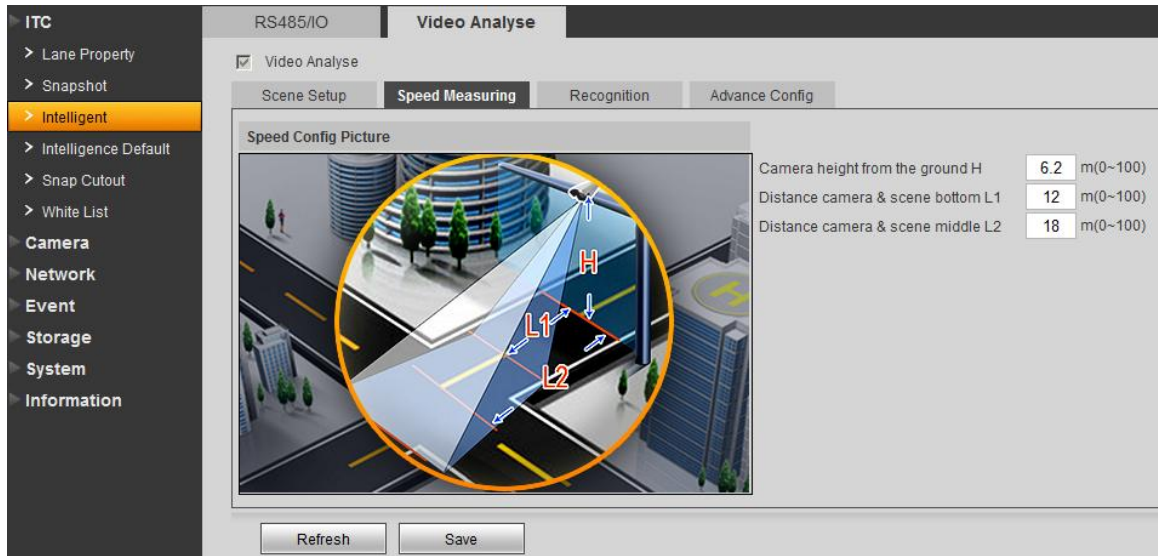 ITC
Lane Property
Snapshot
Intelligent
Intelligence Default
Snap Cutout
White List
Camera
Network
Event
Storage
System
Information
RS485/IO Video Analyse
Video Analyse
Scene Setup Speed Measuring Recognition Advance Config
Speed Config Picture
H
L1
L2
Camera height from the ground H 6.2 m(0~100)
Distance camera & scene bottom L1 12 m(0~100)
Distance camera & scene middle L2 18 m(0~100)
Refresh Save